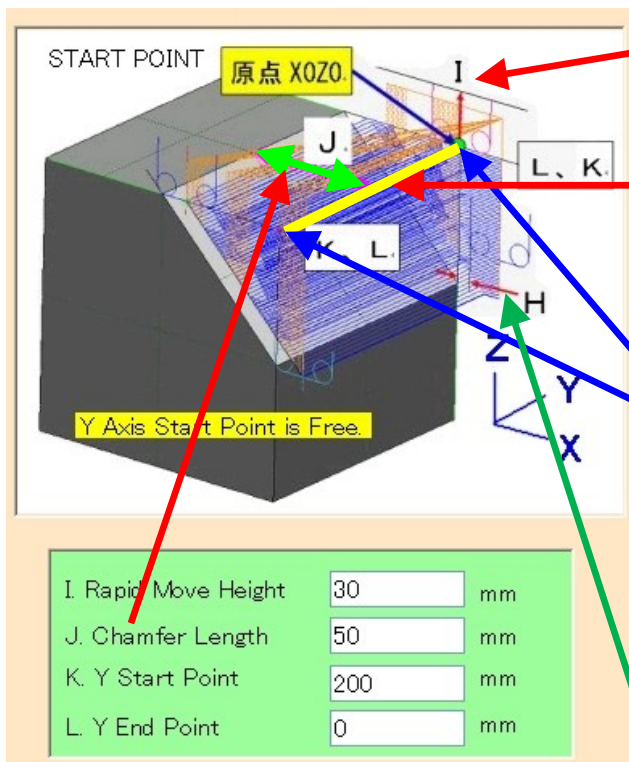 START POINT
原点 X0Z0.
I
J.
L、K.
K、L.
H
Z
Y
X
Y Axis Start Point is Free.
I. Rapid Move Height 30 mm
J. Chamfer Length 50 mm
K. Y Start Point 200 mm
L. Y End Point 0 mm